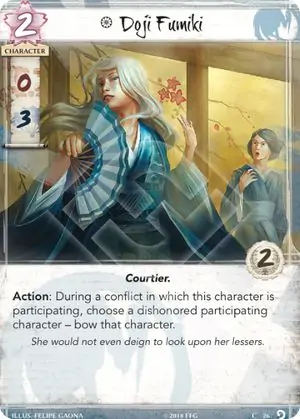 2
Doji Fumiki
CHARACTER
0
3
2
Courtier.
Action: During a conflict in which this character is
participating, choose a dishonored participating
character – bow that character.
She would not even deign to look upon her lessers.
ILLUS: FELIPE GAONA
©2018 FFG
C 26